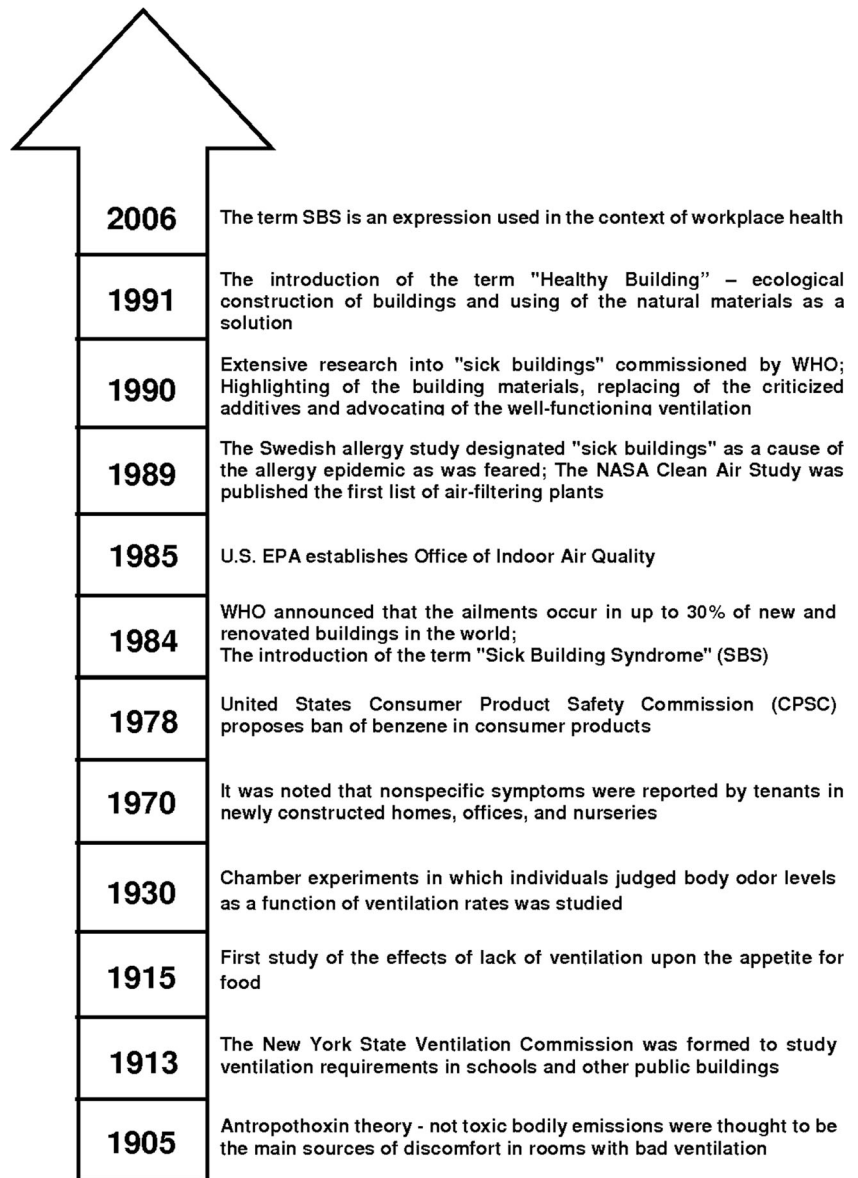 2006
The term SBS is an expression used in the context of workplace health
1991
The introduction of the term "Healthy Building” – ecological
construction of buildings and using of the natural materials as a
solution
1990
Extensive research into "sick buildings" commissioned by WHO;
Highlighting of the building materials, replacing of the criticized
additives and advocating of the well-functioning ventilation
1989
The Swedish allergy study designated "sick buildings" as a cause of
the allergy epidemic as was feared; The NASA Clean Air Study was
published the first list of air-filtering plants
1985
U.S. EPA establishes Office of Indoor Air Quality
1984
WHO announced that the ailments occur in up to 30% of new and
renovated buildings in the world;
The introduction of the term "Sick Building Syndrome" (SBS)
1978
United States Consumer Product Safety Commission (CPSC)
proposes ban of benzene in consumer products
1970
It was noted that nonspecific symptoms were reported by tenants in
newly constructed homes, offices, and nurseries
1930
Chamber experiments in which individuals judged body odor levels
as a function of ventilation rates was studied
1915
First study of the effects of lack of ventilation upon the appetite for
food
1913
The New York State Ventilation Commission was formed to study
ventilation requirements in schools and other public buildings
1905
Antropothoxin theory - not toxic bodily emissions were thought to be
the main sources of discomfort in rooms with bad ventilation